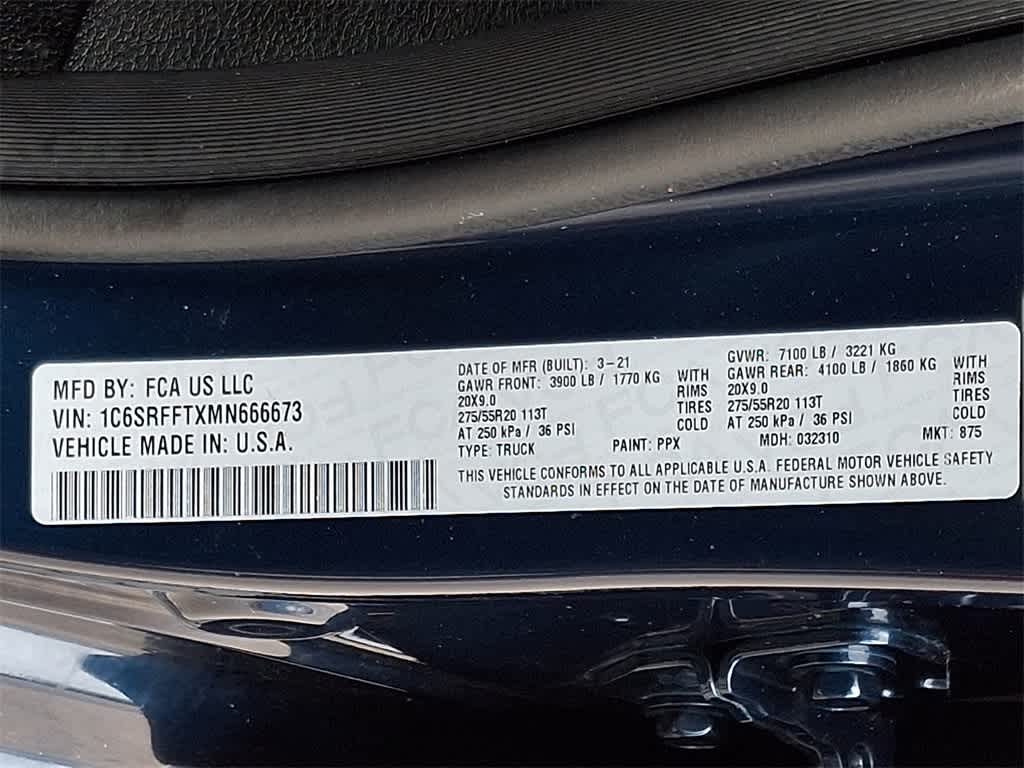 MFD BY: FCA US LLC
VIN: 1C6SRFFTXMN666673
VEHICLE MADE IN: U.S.A.
DATE OF MFR (BUILT): 3-21
GAWR FRONT: 3900 LB / 1770 KG WITH
20X9.0 RIMS
275/55R20 113T TIRES
AT 250 kPa / 36 PSI COLD
TYPE: TRUCK PAINT: PPX
GVWR: 7100 LB / 3221 KG
GAWR REAR: 4100 LB / 1860 KG WITH
20X9.0 RIMS
275/55R20 113T TIRES
AT 250 kPa / 36 PSI COLD
MDH: 032310 MKT: 875
THIS VEHICLE CONFORMS TO ALL APPLICABLE U.S.A. FEDERAL MOTOR VEHICLE SAFETY
STANDARDS IN EFFECT ON THE DATE OF MANUFACTURE SHOWN ABOVE.